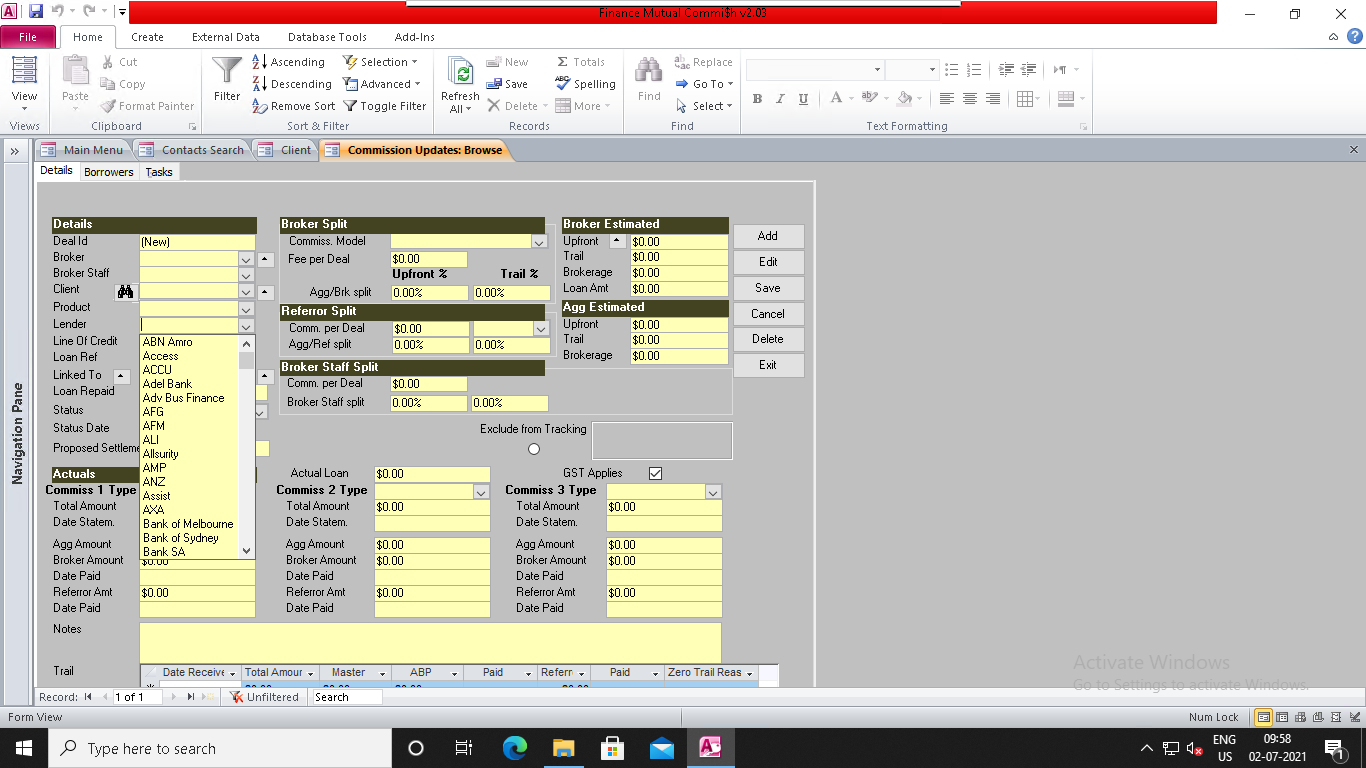 Finance Mutual Commi$h v2.03
File Home Create External Data Database Tools Add-Ins
View Paste Cut Copy Format Painter
Filter Ascending Descending Remove Sort Selection Advanced Toggle Filter
Refresh All New Save Delete Totals Spelling More
Find Replace Go To Select
B I U A
Views Clipboard Sort & Filter Records Find Text Formatting
Main Menu Contacts Search Client Commission Updates: Browse
Details Borrowers Tasks
Navigation Pane
Details
Deal Id (New)
Broker
Broker Staff
Client
Product
Lender
Line Of Credit
Loan Ref
Linked To
Loan Repaid
Status
Status Date
Proposed Settleme
ABN Amro
Access
ACCU
Adel Bank
Adv Bus Finance
AFG
AFM
ALI
Allsurity
AMP
ANZ
Assist
AXA
Bank of Melbourne
Bank of Sydney
Bank SA
Broker Split
Commiss. Model
Fee per Deal $0.00
Upfront % Trail %
Agg/Brk split 0.00% 0.00%
Referror Split
Comm. per Deal $0.00
Agg/Ref split 0.00% 0.00%
Broker Staff Split
Comm. per Deal $0.00
Broker Staff split 0.00% 0.00%
Broker Estimated
Upfront $0.00
Trail $0.00
Brokerage $0.00
Loan Amt $0.00
Agg Estimated
Upfront $0.00
Trail $0.00
Brokerage $0.00
Add
Edit
Save
Cancel
Delete
Exit
Exclude from Tracking
Actuals Actual Loan $0.00 GST Applies
Commiss 1 Type Commiss 2 Type Commiss 3 Type
Total Amount Total Amount $0.00 Total Amount $0.00
Date Statem. Date Statem. Date Statem.
Agg Amount Agg Amount $0.00 Agg Amount $0.00
Broker Amount $0.00 Broker Amount $0.00 Broker Amount $0.00
Date Paid Date Paid Date Paid
Referror Amt $0.00 Referror Amt $0.00 Referror Amt $0.00
Date Paid Date Paid Date Paid
Notes
Trail Date Receive Total Amour Master ABP Paid Referr Paid Zero Trail Reas
Activate Windows
Go to Settings to activate Windows.
Record: 1 of 1 Unfiltered Search
Form View Num Lock
Type here to search
ENG
US
09:58
02-07-2021
1